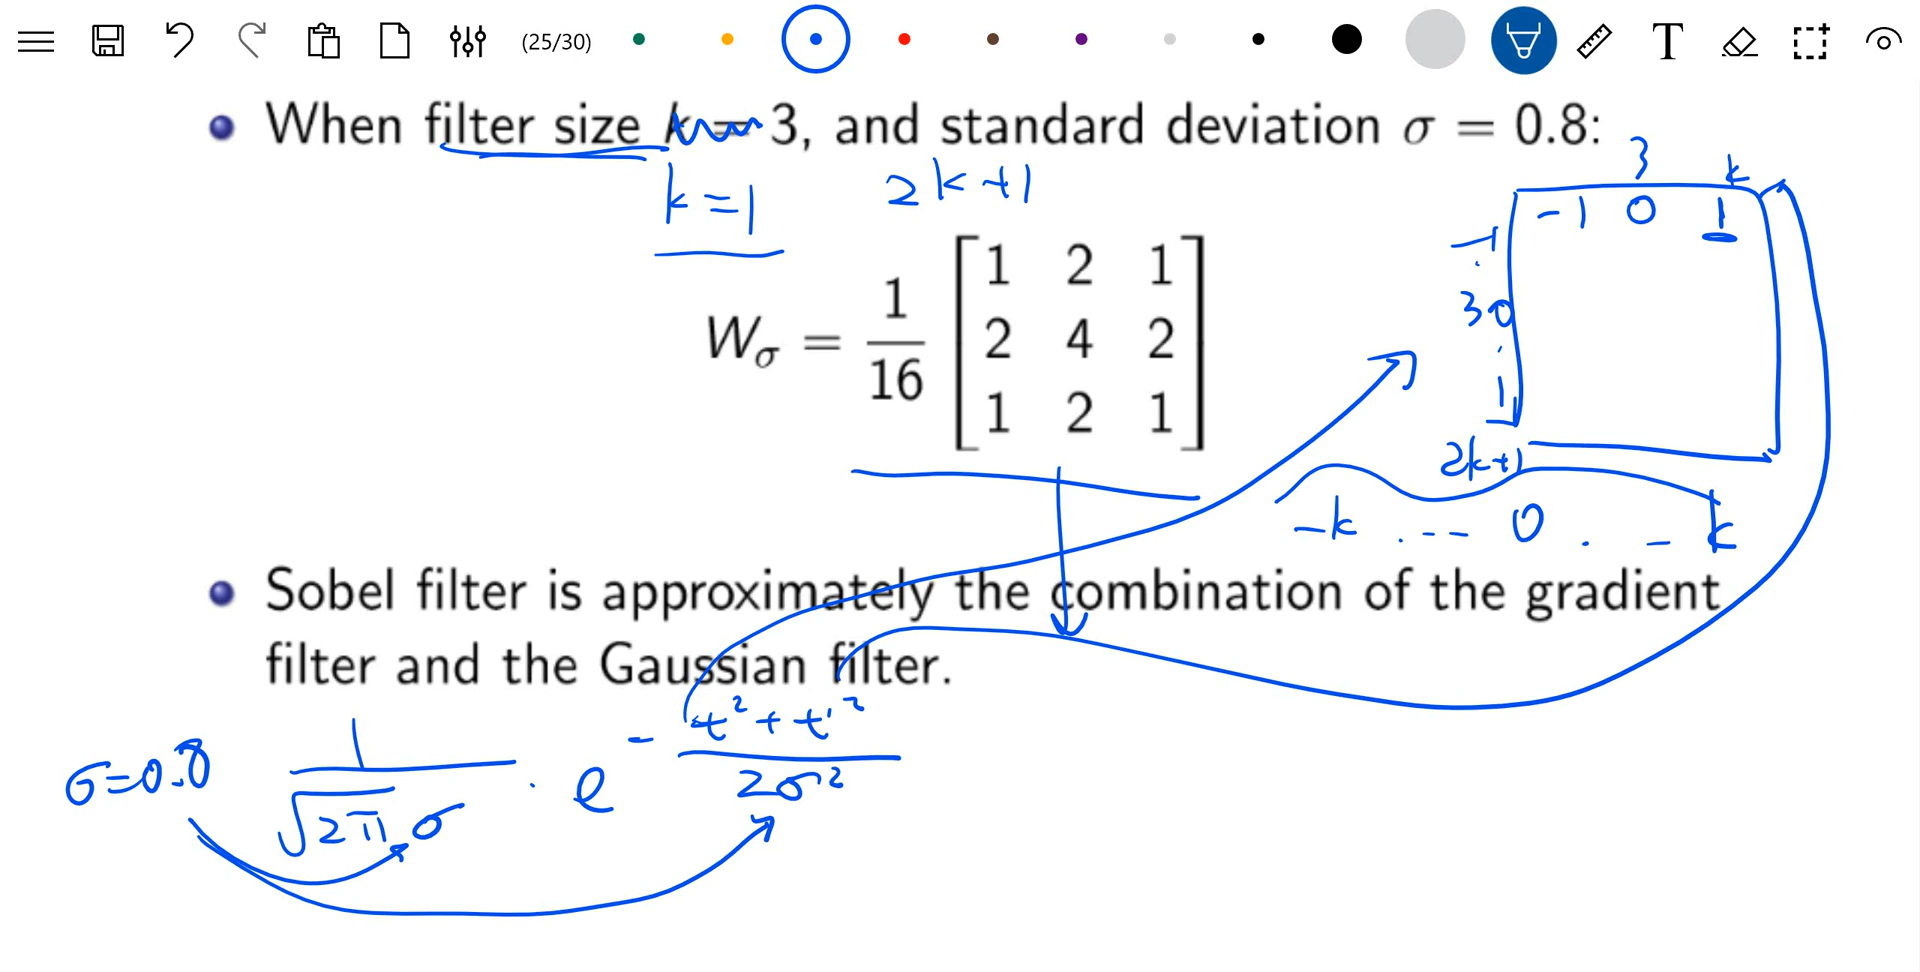 (25/30) T
• When filter size k = 3, and standard deviation σ = 0.8:
k = 1 2k+1
3 k
-1 0 1
-1
3 0
1
2k+1
-k . --- 0 . - k
W_σ = 1/16 [1 2 1
2 4 2
1 2 1]
• Sobel filter is approximately the combination of the gradient
filter and the Gaussian filter.
σ=0.8 1/(√2π σ) · e^-(t²+t'²)/(2σ²)